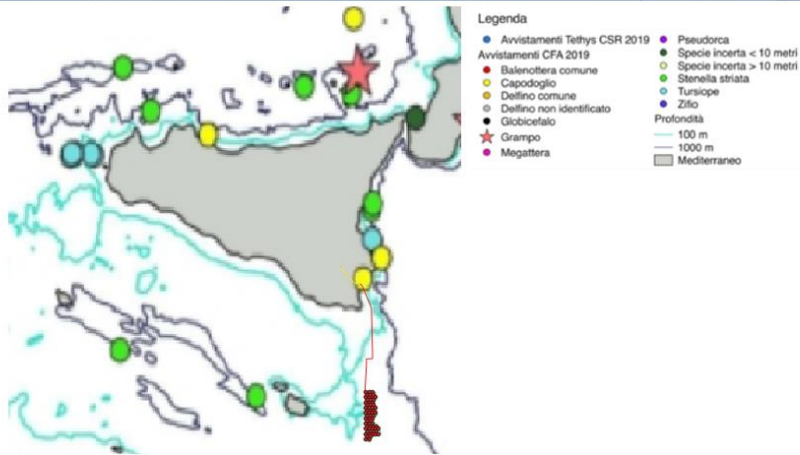 Legenda
Avvistamenti Tethys CSR 2019
Avvistamenti CFA 2019
Balenottera comune
Capodoglio
Delfino comune
Delfino non identificato
Globicefalo
Grampo
Megattera
Pseudorca
Specie incerta < 10 metri
Specie incerta > 10 metri
Stenella striata
Tursiope
Zifio
Profondità
100 m
1000 m
Mediterraneo